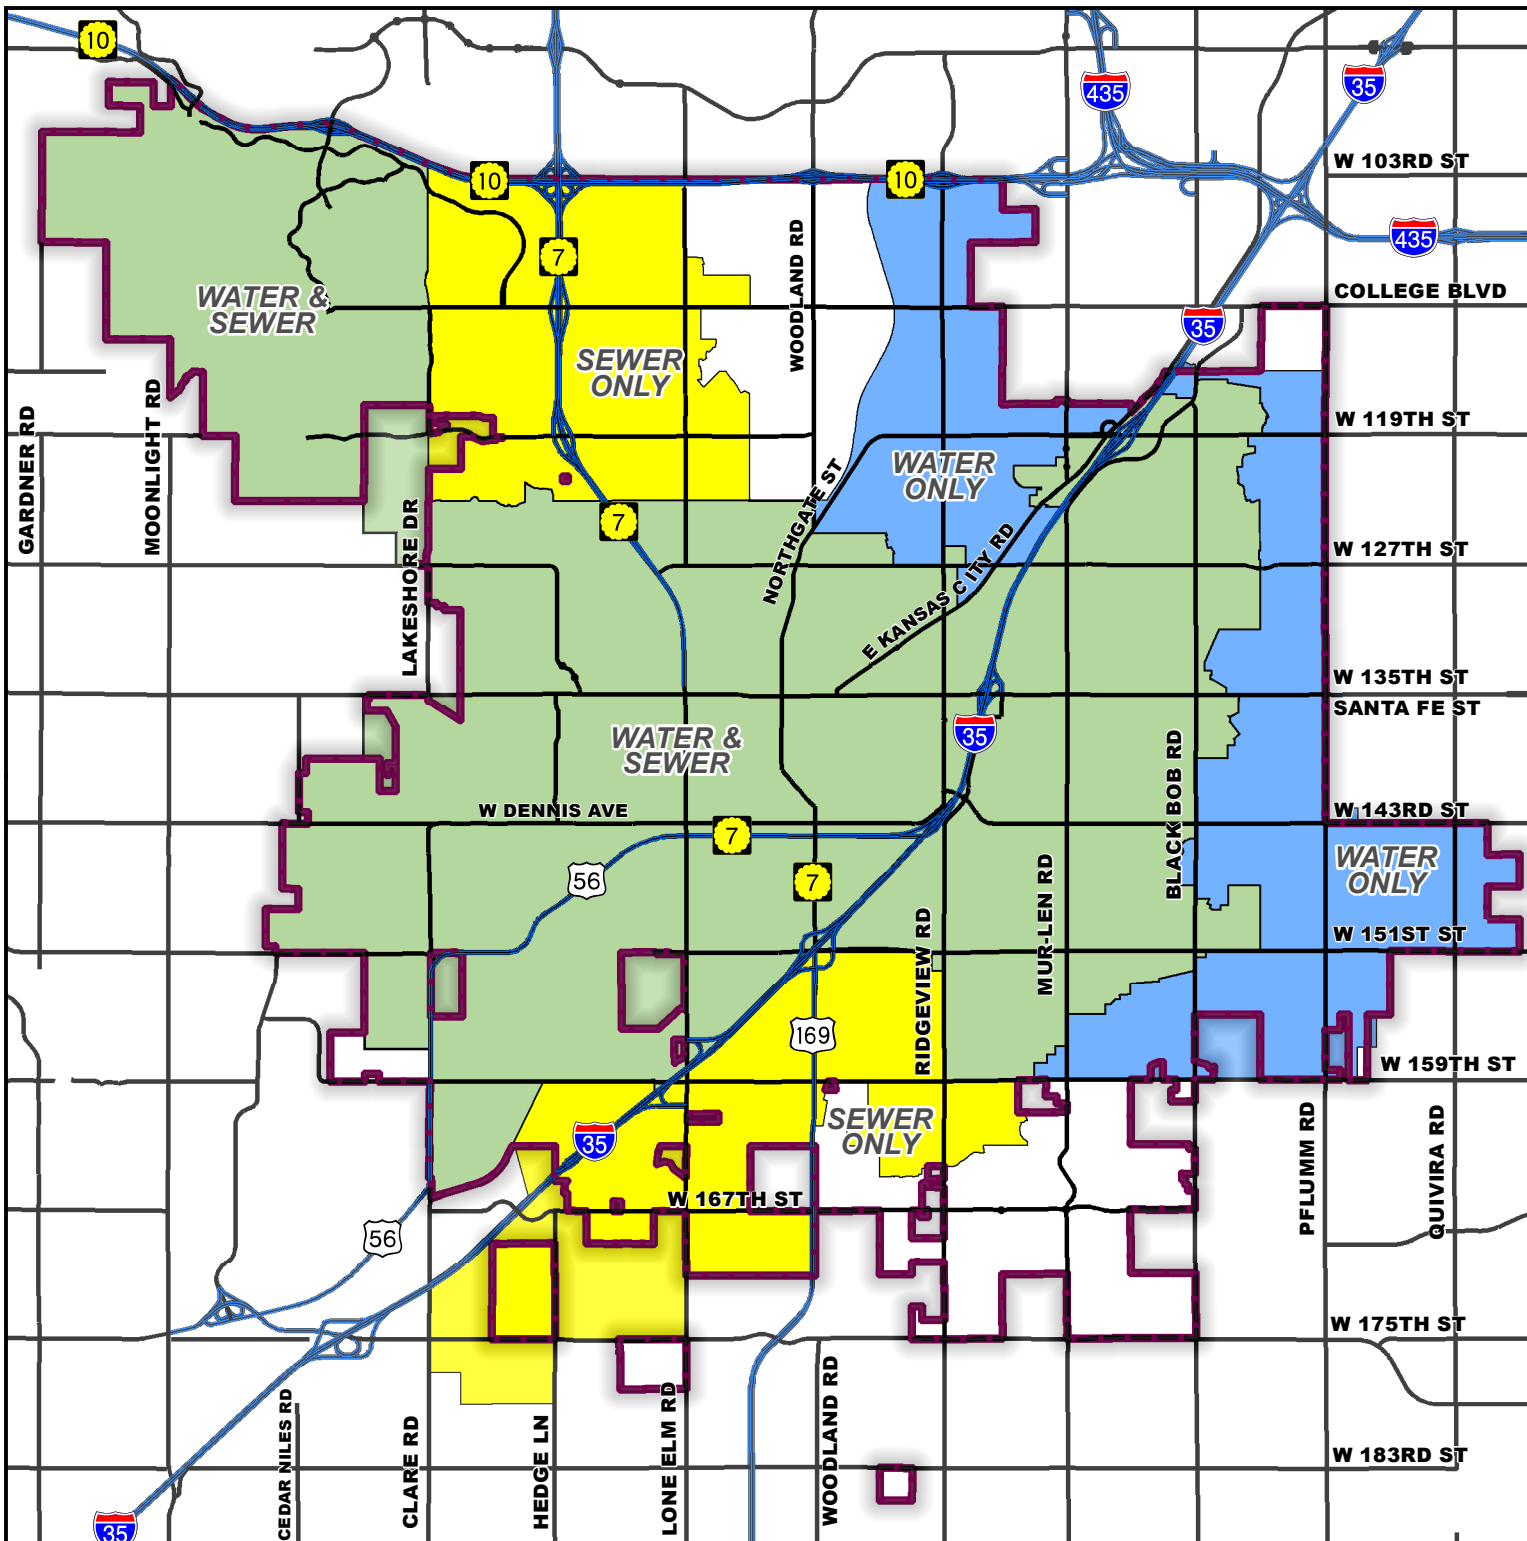 10
435
35
W 103RD ST
10
10
435
7
WOODLAND RD
COLLEGE BLVD
WATER &
SEWER
35
SEWER
ONLY
GARDNER RD
MOONLIGHT RD
W 119TH ST
WATER
ONLY
LAKESHORE DR
7
NORTHGATE ST
E KANSAS CITY RD
W 127TH ST
W 135TH ST
SANTA FE ST
WATER &
SEWER
35
BLACK BOB RD
W DENNIS AVE
7
W 143RD ST
56
7
WATER
ONLY
MUR-LEN RD
RIDGEVIEW RD
W 151ST ST
169
W 159TH ST
35
SEWER
ONLY
PFLUMM RD
QUIVIRA RD
W 167TH ST
56
W 175TH ST
CEDAR NILES RD
CLARE RD
HEDGE LN
LONE ELM RD
WOODLAND RD
W 183RD ST
35